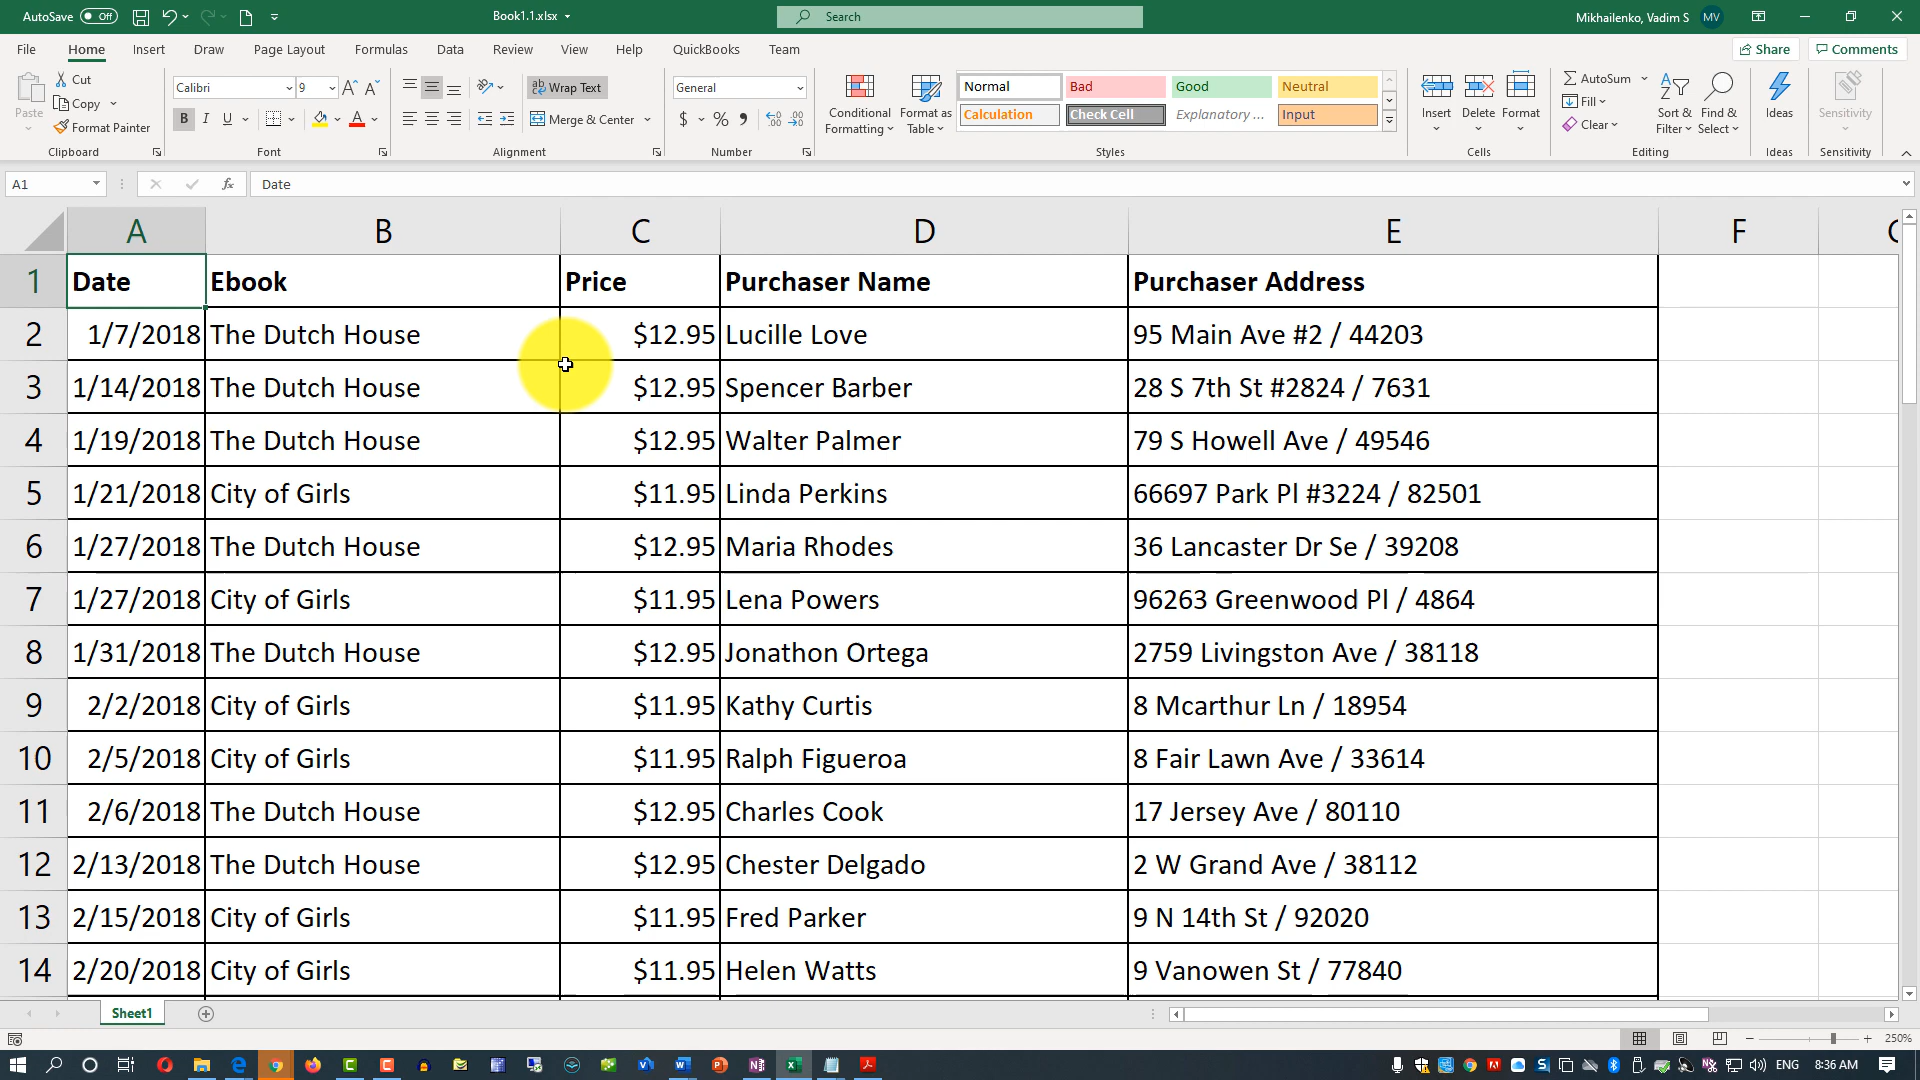 AutoSave Off Book1.1.xlsx Search Mikhailenko, Vadim S MV
File Home Insert Draw Page Layout Formulas Data Review View Help QuickBooks Team Share Comments
Paste Cut Copy Format Painter
Calibri 9
B I U A
Wrap Text
Merge & Center
General
$ % 9
Conditional Formatting Format as Table
Normal Bad Good Neutral
Calculation Check Cell Explanatory ... Input
Insert Delete Format
AutoSum
Fill
Clear
Sort & Filter Find & Select
Ideas
Sensitivity
Clipboard Font Alignment Number Styles Cells Editing Ideas Sensitivity
A1 fx Date
A B C D E F
1 Date Ebook Price Purchaser Name Purchaser Address
2 1/7/2018 The Dutch House $12.95 Lucille Love 95 Main Ave #2 / 44203
3 1/14/2018 The Dutch House $12.95 Spencer Barber 28 S 7th St #2824 / 7631
4 1/19/2018 The Dutch House $12.95 Walter Palmer 79 S Howell Ave / 49546
5 1/21/2018 City of Girls $11.95 Linda Perkins 66697 Park Pl #3224 / 82501
6 1/27/2018 The Dutch House $12.95 Maria Rhodes 36 Lancaster Dr Se / 39208
7 1/27/2018 City of Girls $11.95 Lena Powers 96263 Greenwood Pl / 4864
8 1/31/2018 The Dutch House $12.95 Jonathon Ortega 2759 Livingston Ave / 38118
9 2/2/2018 City of Girls $11.95 Kathy Curtis 8 Mcarthur Ln / 18954
10 2/5/2018 City of Girls $11.95 Ralph Figueroa 8 Fair Lawn Ave / 33614
11 2/6/2018 The Dutch House $12.95 Charles Cook 17 Jersey Ave / 80110
12 2/13/2018 The Dutch House $12.95 Chester Delgado 2 W Grand Ave / 38112
13 2/15/2018 City of Girls $11.95 Fred Parker 9 N 14th St / 92020
14 2/20/2018 City of Girls $11.95 Helen Watts 9 Vanowen St / 77840
Sheet1
250%
ENG 8:36 AM